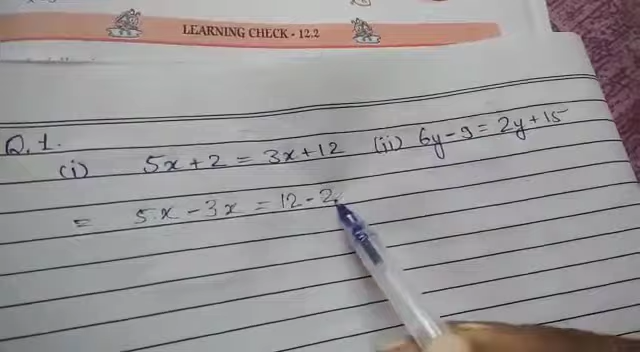 LEARNING CHECK - 12.2
Q.1.
(i) 5x + 2 = 3x + 12 (ii) 6y - 9 = 2y + 15
= 5x - 3x = 12 - 2